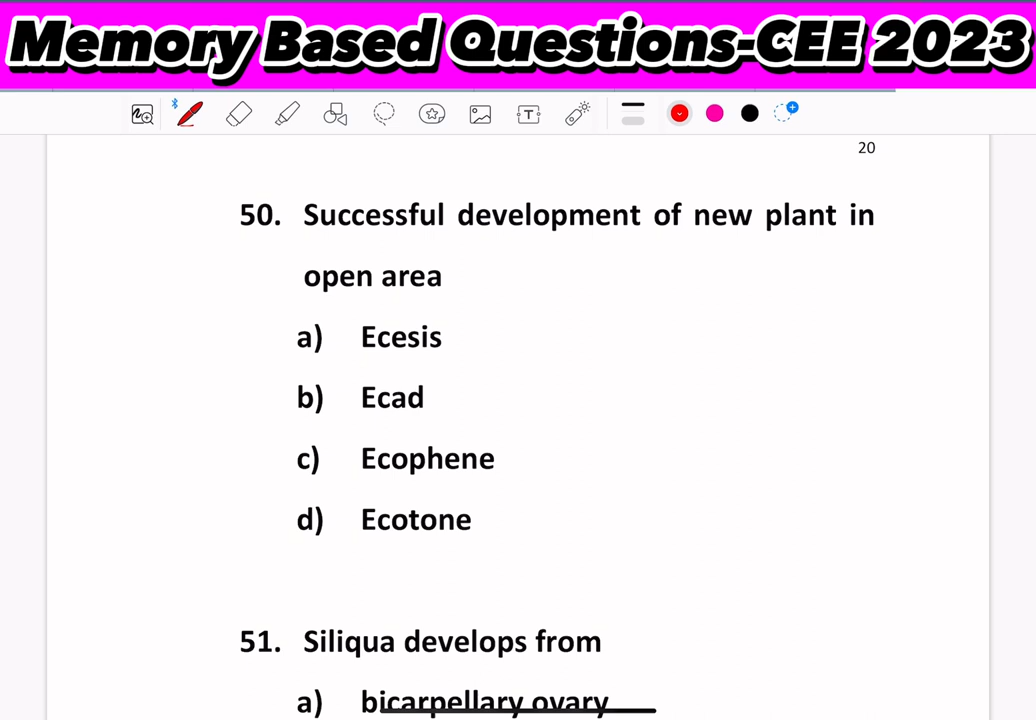 Memory Based Questions-CEE 2023
T
20
50. Successful development of new plant in
open area
a) Ecesis
b) Ecad
c) Ecophene
d) Ecotone
51. Siliqua develops from
a) bicarpellary ovary